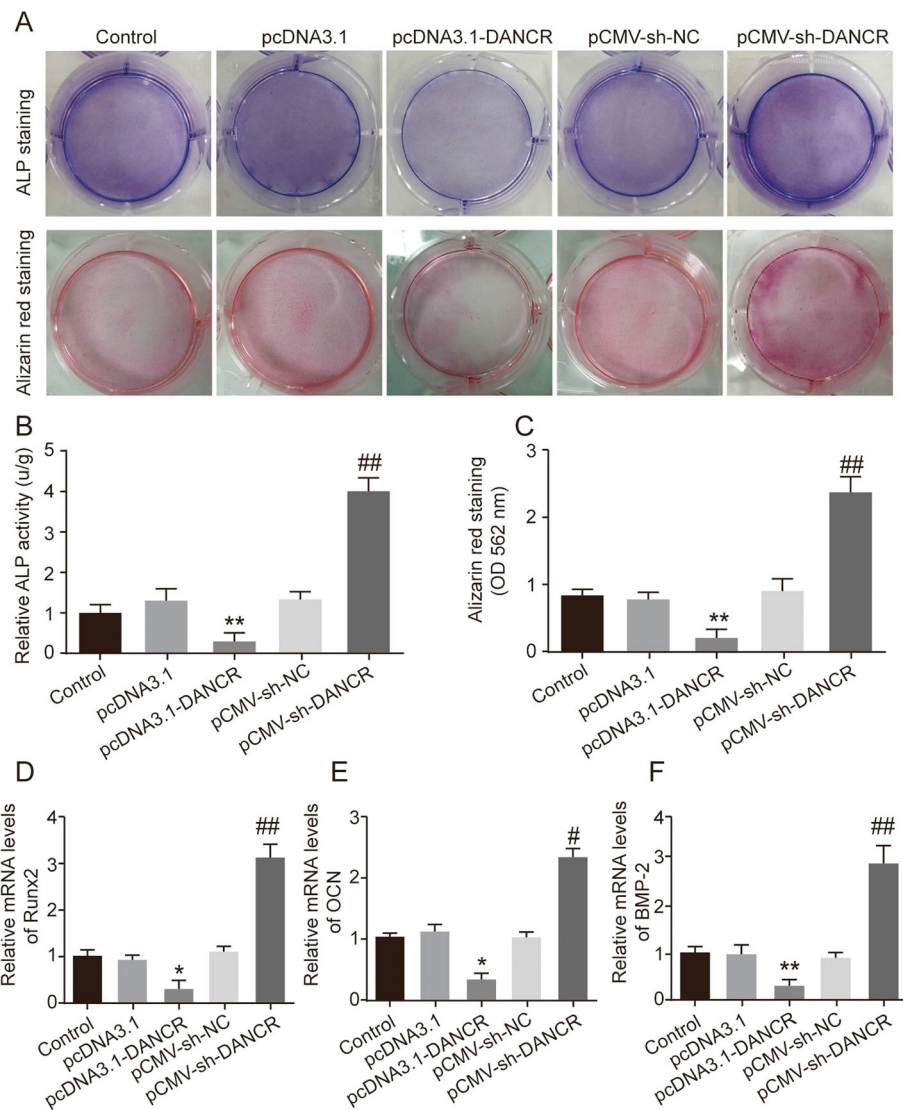 A
Control pcDNA3.1 pcDNA3.1-DANCR pCMV-sh-NC pCMV-sh-DANCR
ALP staining
Alizarin red staining
B
Relative ALP activity (u/g)
5
4
3
2
1
0
**
##
Control
pcDNA3.1
pcDNA3.1-DANCR
pCMV-sh-NC
pCMV-sh-DANCR
C
Alizarin red staining
(OD 562 nm)
3
2
1
0
**
##
Control
pcDNA3.1
pcDNA3.1-DANCR
pCMV-sh-NC
pCMV-sh-DANCR
D
Relative mRNA levels
of Runx2
4
3
2
1
0
*
##
Control
pcDNA3.1
pcDNA3.1-DANCR
pCMV-sh-NC
pCMV-sh-DANCR
E
Relative mRNA levels
of OCN
3
2
1
0
*
#
Control
pcDNA3.1
pcDNA3.1-DANCR
pCMV-sh-NC
pCMV-sh-DANCR
F
Relative mRNA levels
of BMP-2
4
3
2
1
0
**
##
Control
pcDNA3.1
pcDNA3.1-DANCR
pCMV-sh-NC
pCMV-sh-DANCR